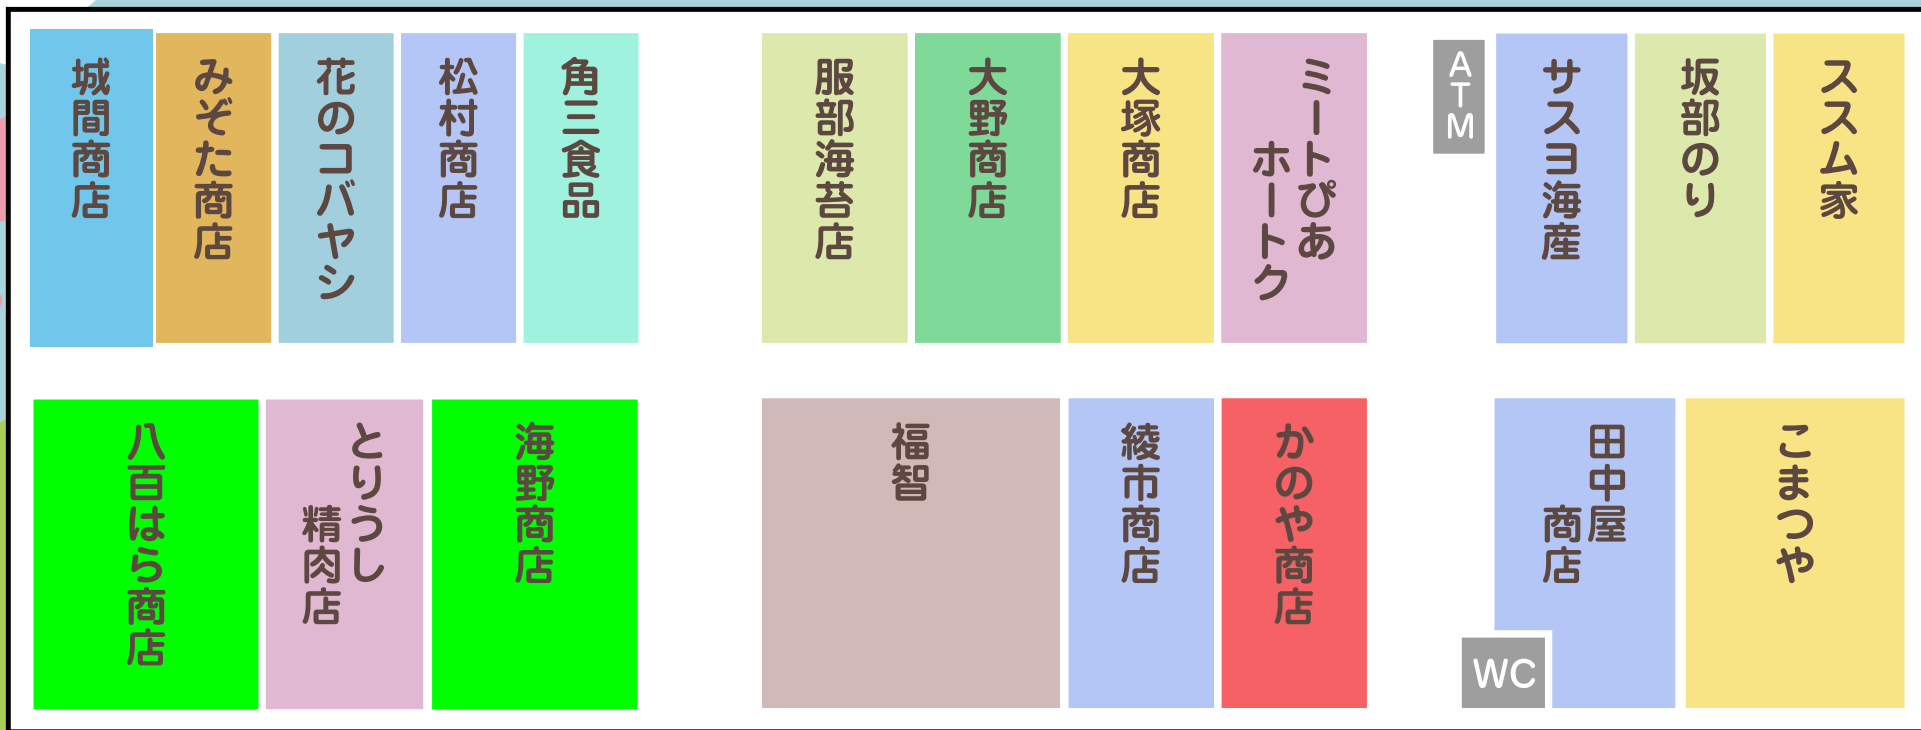 城間商店
みぞた商店
花のコバヤシ
松村商店
角三食品
服部海苔店
大野商店
大塚商店
ミートぴあ
ホートク
ATM
サスヨ海産
坂部のり
ススム家
八百はら商店
とりうし
精肉店
海野商店
福智
綾市商店
かのや商店
田中屋
商店
WC
こまつや